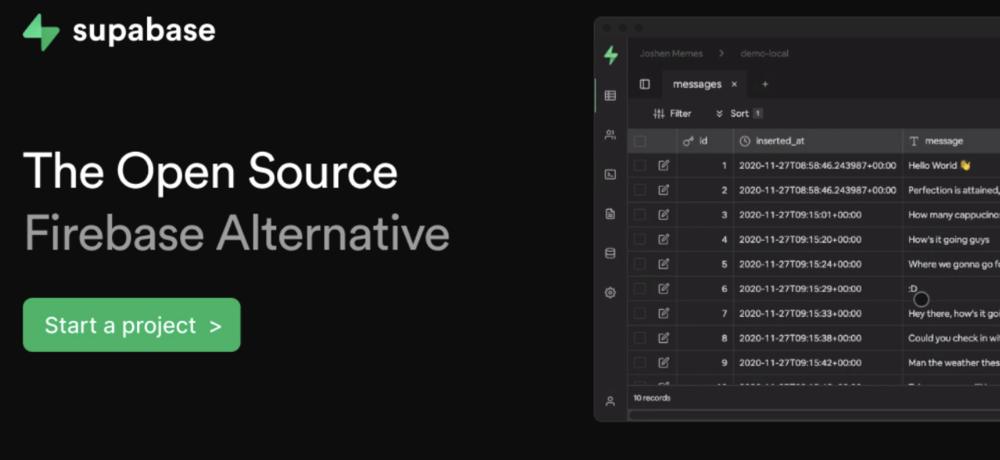 supabase
The Open Source
Firebase Alternative
Start a project >
Joshen Memes > demo-local
messages × +
Filter Sort 1
id inserted_at T message
1 2020-11-27T08:58:46.243987+00:00 Hello World 👋
2 2020-11-27T08:58:46.243987+00:00 Perfection is attained,
3 2020-11-27T09:15:01+00:00 How many cappucino
4 2020-11-27T09:15:20+00:00 How's it going guys
5 2020-11-27T09:15:24+00:00 Where we gonna go
6 2020-11-27T09:15:29+00:00 :D
7 2020-11-27T09:15:33+00:00 Hey there, how's it goi
8 2020-11-27T09:15:38+00:00 Could you check in wi
9 2020-11-27T09:15:42+00:00 Man the weather thes
10 records